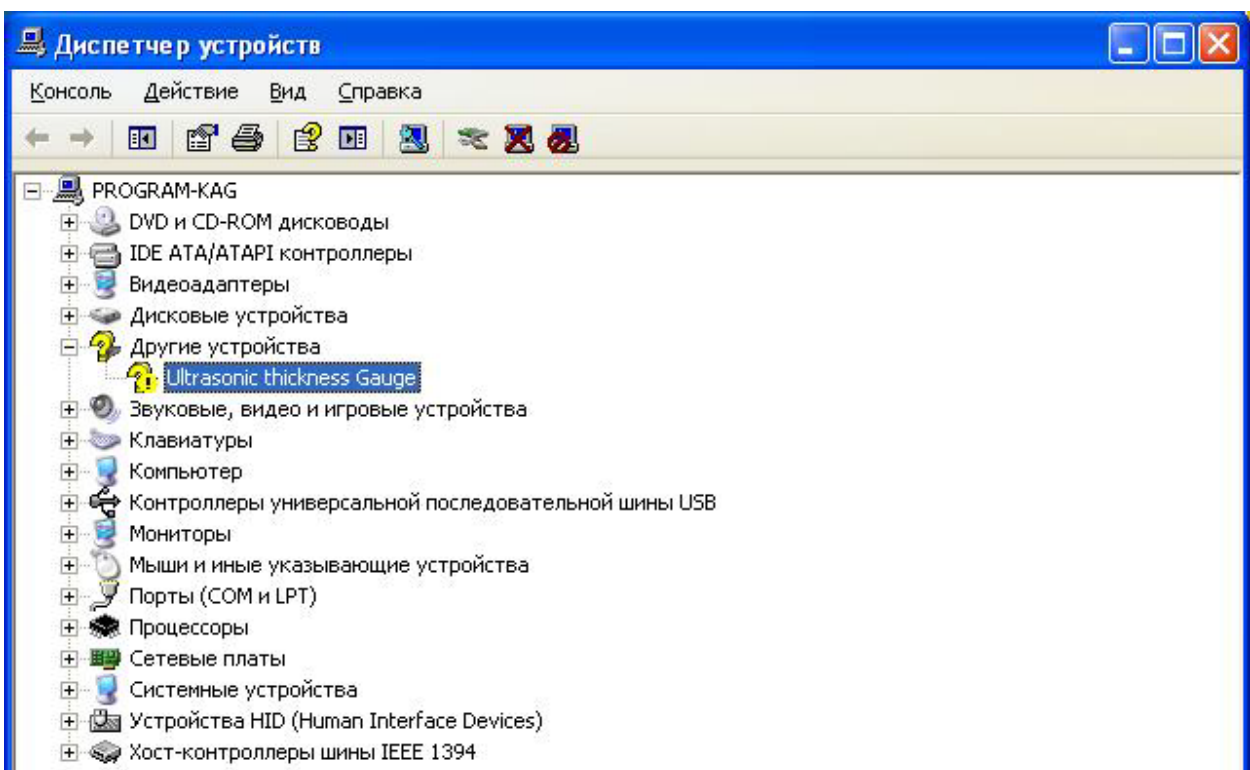 Диспетчер устройств
Консоль Действие Вид Справка
PROGRAM-KAG
DVD и CD-ROM дисководы
IDE ATA/ATAPI контроллеры
Видеоадаптеры
Дисковые устройства
Другие устройства
Ultrasonic thickness Gauge
Звуковые, видео и игровые устройства
Клавиатуры
Компьютер
Контроллеры универсальной последовательной шины USB
Мониторы
Мыши и иные указывающие устройства
Порты (COM и LPT)
Процессоры
Сетевые платы
Системные устройства
Устройства HID (Human Interface Devices)
Хост-контроллеры шины IEEE 1394